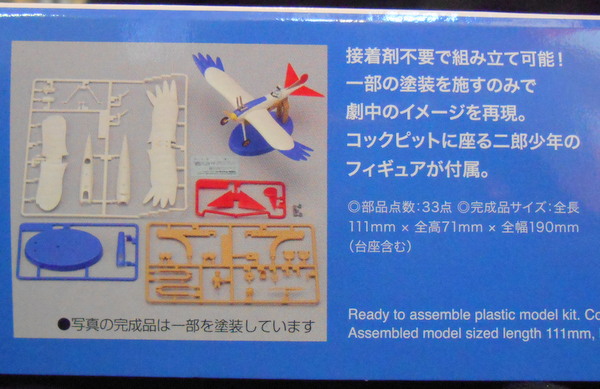 接着剤不要で組み立て可能！
一部の塗装を施すのみで
劇中のイメージを再現。
コックピットに座る二郎少年の
フィギュアが付属。
◎部品点数：33点 ◎完成品サイズ：全長
111mm × 全高71mm × 全幅190mm
（台座含む）
●写真の完成品は一部を塗装しています
Ready to assemble plastic model kit. Co
Assembled model sized length 111mm,